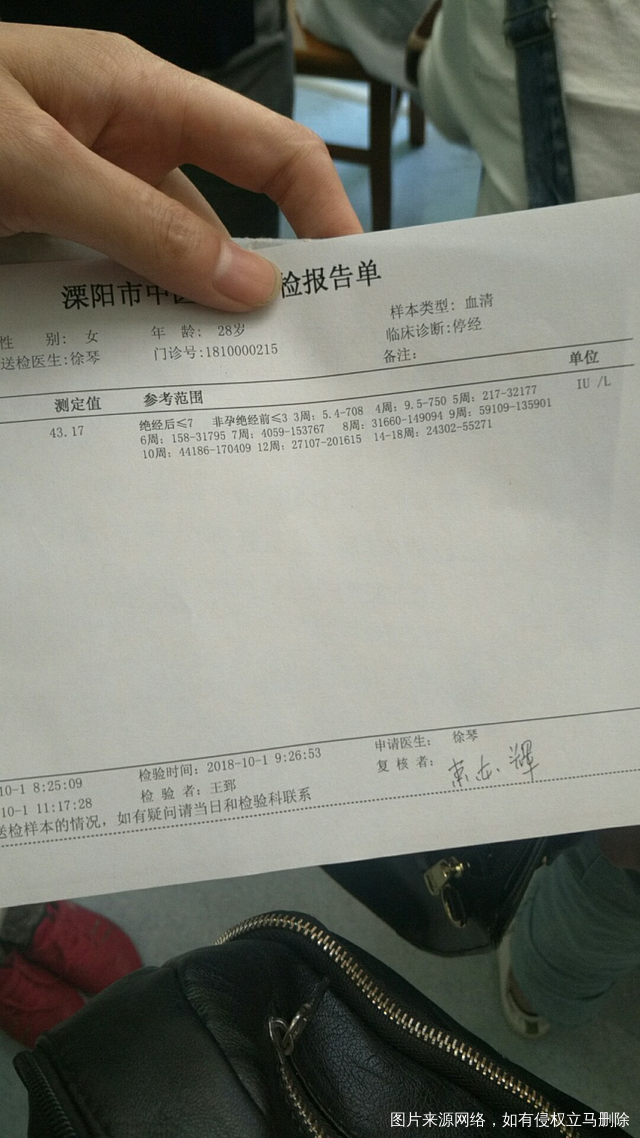 溧阳市中 检报告单
性 别: 女 年 龄: 28岁 样本类型: 血清
送检医生:徐琴 门诊号:1810000215 临床诊断:停经
备注:
测定值 参考范围 单位
43.17 绝经后≤7 非孕绝经前≤3 3周: 5.4-708 4周: 9.5-750 5周: 217-32177 IU /L
6周: 158-31795 7周: 4059-153767 8周: 31660-149094 9周: 59109-135901
10周: 44186-170409 12周: 27107-201615 14-18周: 24302-55271
10-1 8:25:09 检验时间: 2018-10-1 9:26:53 申请医生: 徐琴
10-1 11:17:28 检 验 者: 王郅 复 核 者:
送检样本的情况, 如有疑问请当日和检验科联系
图片来源网络，如有侵权立马删除